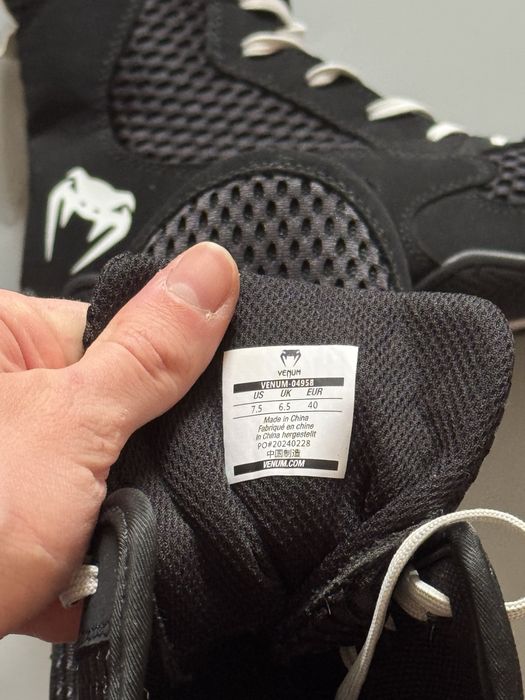 VENUM
VENUM-04958
US UK EUR
7.5 6.5 40
Made in China
Fabriqué en chine
in China hergestellt
PO#20240228
中国制造
VENUM.COM